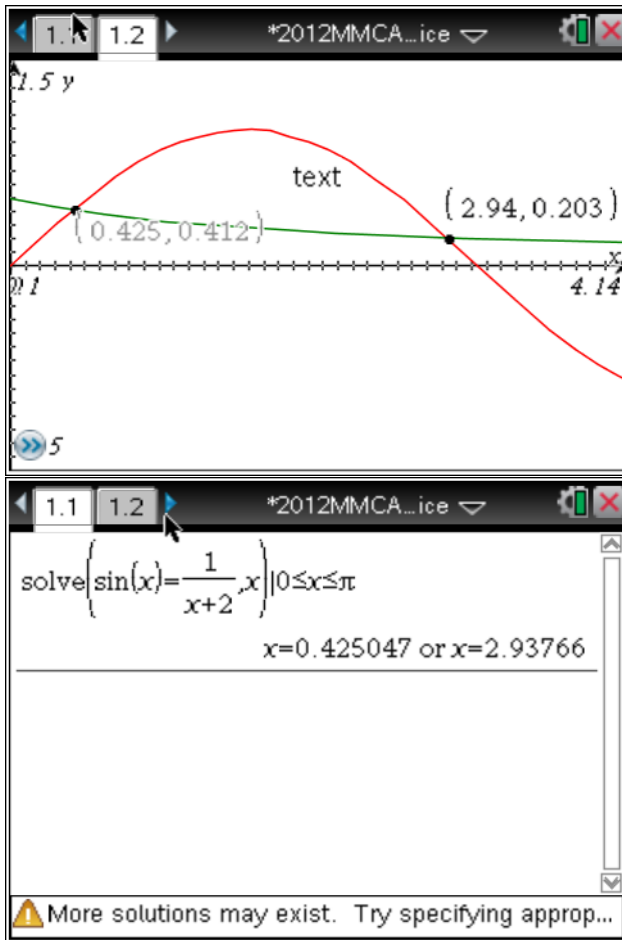 1.1 1.2 *2012MMCA...ice
1.5 y
text
(2.94,0.203)
(0.425,0.412)
x
4.14
5
1.1 1.2 *2012MMCA...ice
solve(sin(x)=1/(x+2),x)|0≤x≤π
x=0.425047 or x=2.93766
More solutions may exist. Try specifying approp...